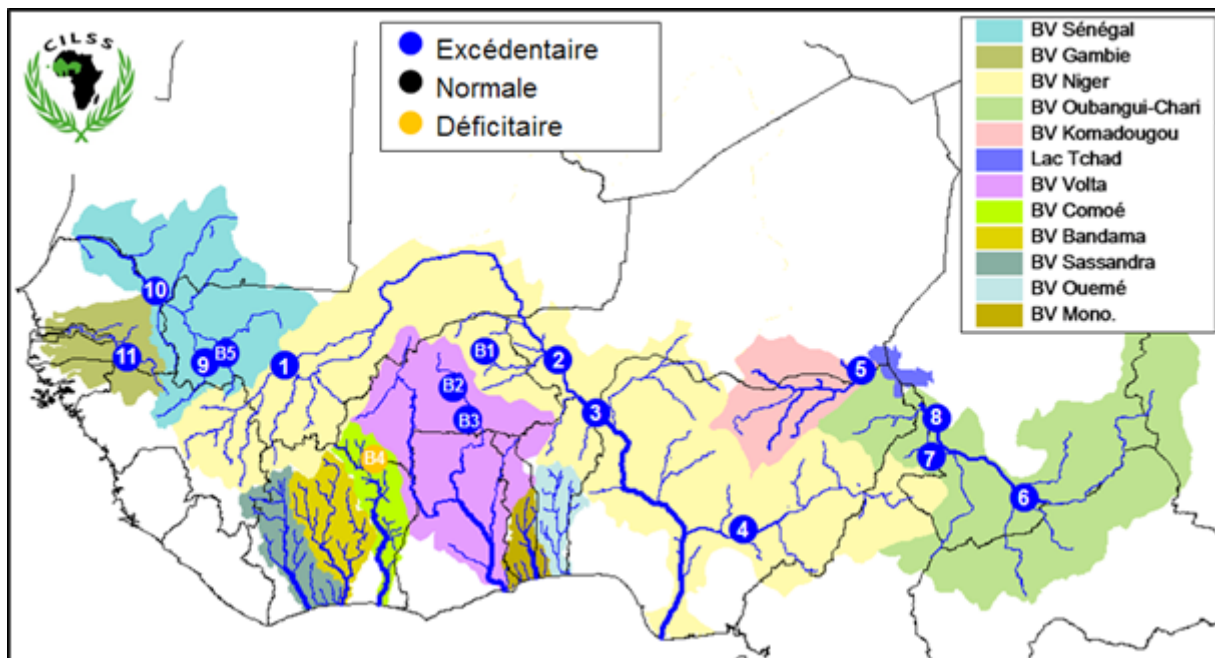 CILSS
Excédentaire
Normale
Déficitaire
BV Sénégal
BV Gambie
BV Niger
BV Oubangui-Chari
BV Komadougou
Lac Tchad
BV Volta
BV Comoé
BV Bandama
BV Sassandra
BV Ouemé
BV Mono.
10
11
9
B5
1
B1
2
B2
B3
3
B4
5
8
7
6
4